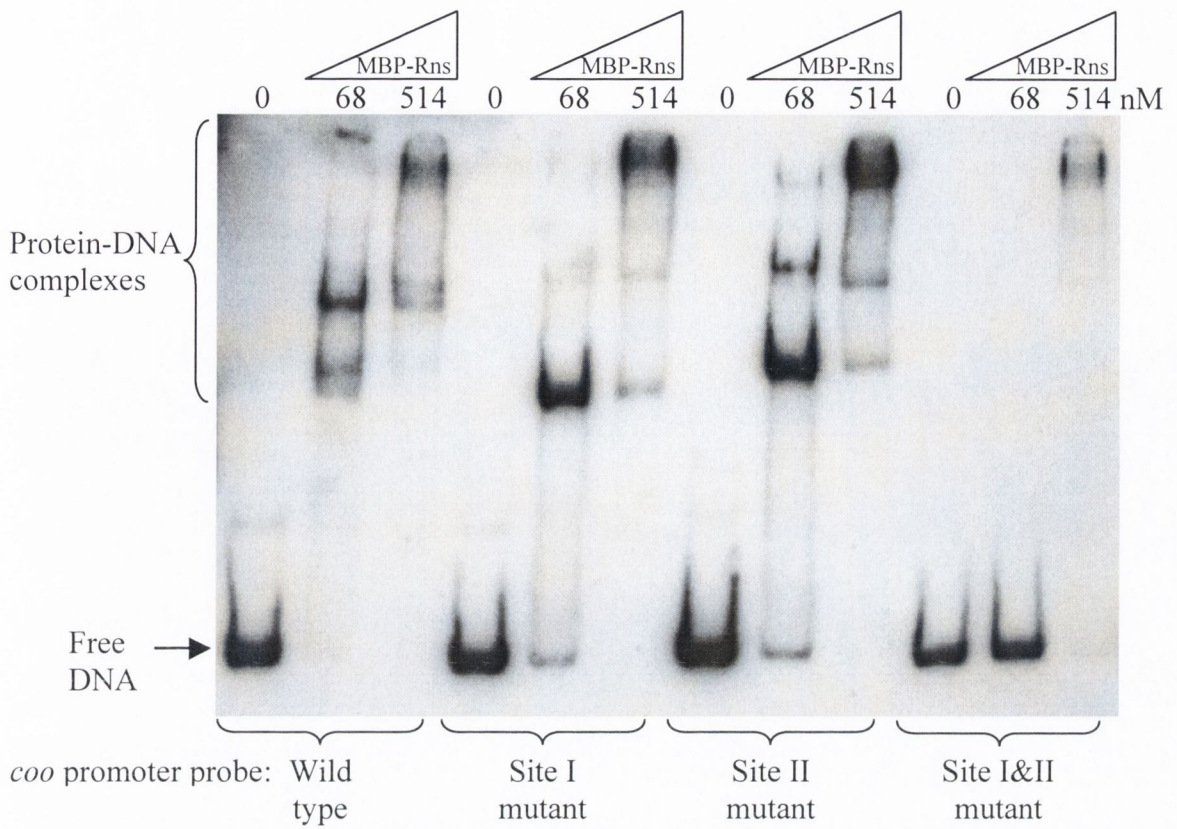 MBP-Rns MBP-Rns MBP-Rns MBP-Rns
0 68 514 0 68 514 0 68 514 0 68 514 nM
Protein-DNA
complexes
Free
DNA
coo promoter probe: Wild type
Site I mutant
Site II mutant
Site I&II mutant